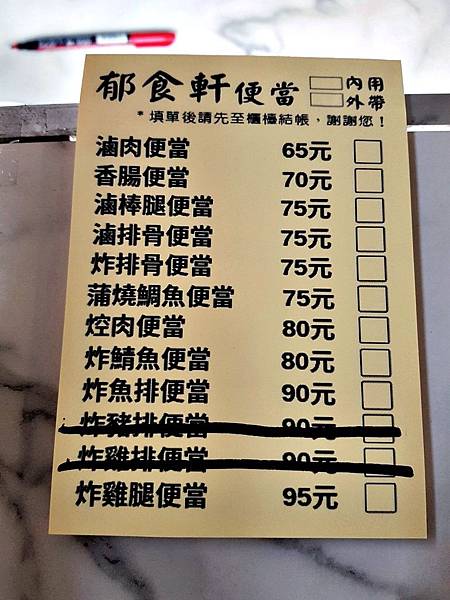 郁食軒便當 □內用
□外帶
*填單後請先至櫃檯結帳，謝謝您！
滷肉便當 65元 □
香腸便當 70元 □
滷棒腿便當 75元 □
滷排骨便當 75元 □
炸排骨便當 75元 □
蒲燒鯛魚便當 75元 □
焢肉便當 80元 □
炸鯖魚便當 80元 □
炸魚排便當 90元 □
炸豬排便當 90元 □
炸雞排便當 90元 □
炸雞腿便當 95元 □